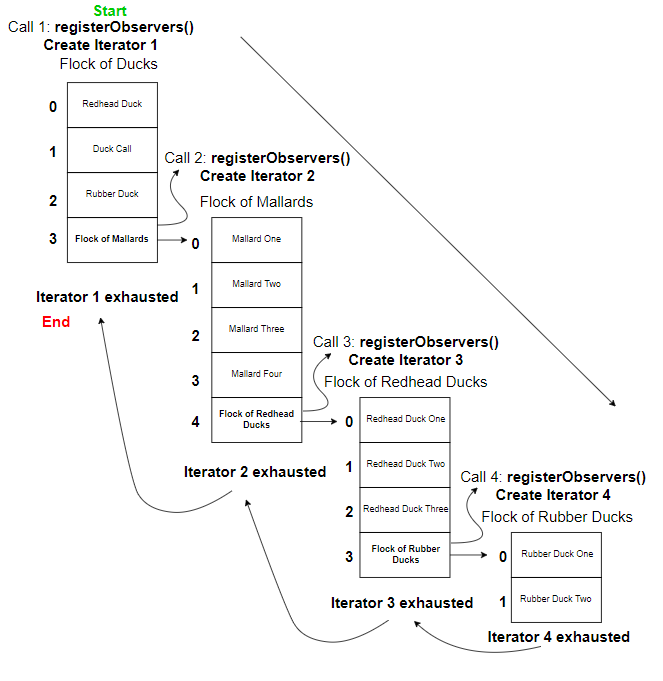 Start
Call 1: registerObservers()
Create Iterator 1
Flock of Ducks
0
Redhead Duck
1
Duck Call
2
Rubber Duck
3
Flock of Mallards
Iterator 1 exhausted
End
Call 2: registerObservers()
Create Iterator 2
Flock of Mallards
0
Mallard One
1
Mallard Two
2
Mallard Three
3
Mallard Four
4
Flock of Redhead
Ducks
Iterator 2 exhausted
Call 3: registerObservers()
Create Iterator 3
Flock of Redhead Ducks
0
Redhead Duck One
1
Redhead Duck Two
2
Redhead Duck Three
3
Flock of Rubber
Ducks
Iterator 3 exhausted
Call 4: registerObservers()
Create Iterator 4
Flock of Rubber Ducks
0
Rubber Duck One
1
Rubber Duck Two
Iterator 4 exhausted